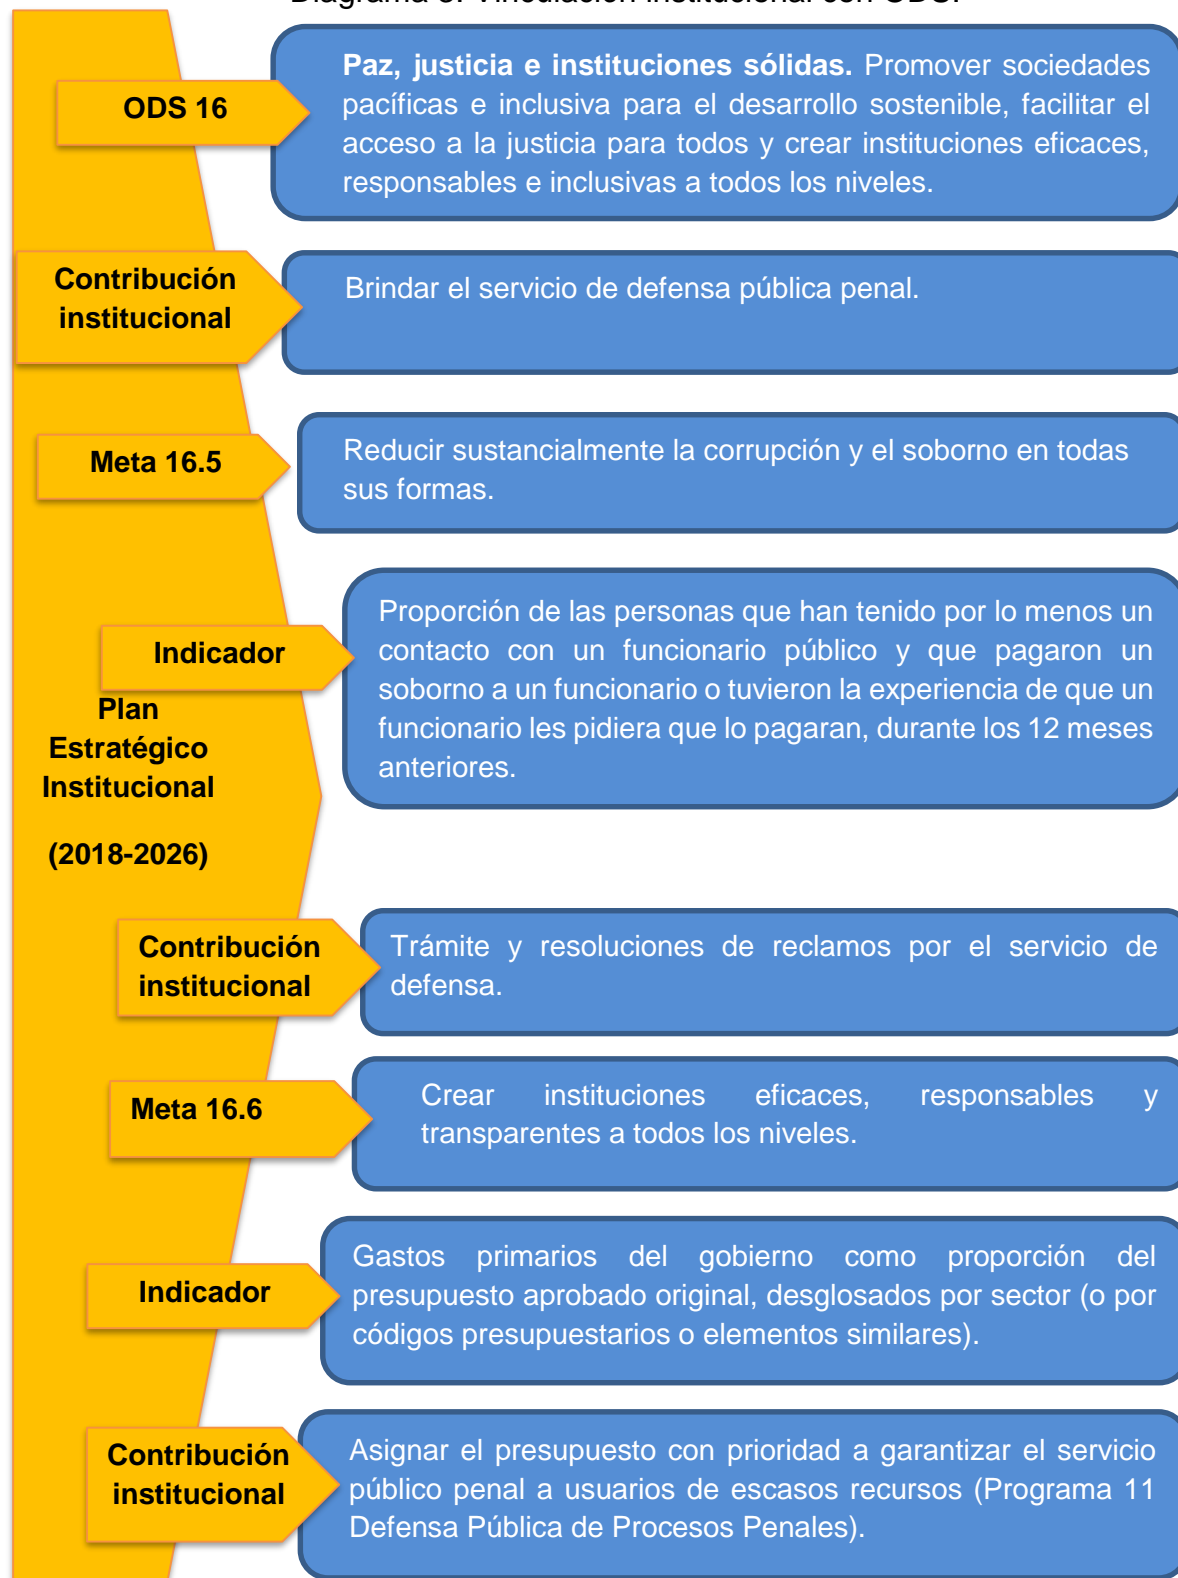 Diagrama 3. Vinculación institucional con ODS.
ODS 16
Paz, justicia e instituciones sólidas. Promover sociedades
pacíficas e inclusiva para el desarrollo sostenible, facilitar el
acceso a la justicia para todos y crear instituciones eficaces,
responsables e inclusivas a todos los niveles.
Contribución
institucional
Brindar el servicio de defensa pública penal.
Meta 16.5
Reducir sustancialmente la corrupción y el soborno en todas
sus formas.
Indicador
Proporción de las personas que han tenido por lo menos un
contacto con un funcionario público y que pagaron un
soborno a un funcionario o tuvieron la experiencia de que un
funcionario les pidiera que lo pagaran, durante los 12 meses
anteriores.
Plan
Estratégico
Institucional
(2018-2026)
Contribución
institucional
Trámite y resoluciones de reclamos por el servicio de
defensa.
Meta 16.6
Crear instituciones eficaces, responsables y
transparentes a todos los niveles.
Indicador
Gastos primarios del gobierno como proporción del
presupuesto aprobado original, desglosados por sector (o por
códigos presupuestarios o elementos similares).
Contribución
institucional
Asignar el presupuesto con prioridad a garantizar el servicio
público penal a usuarios de escasos recursos (Programa 11
Defensa Pública de Procesos Penales).